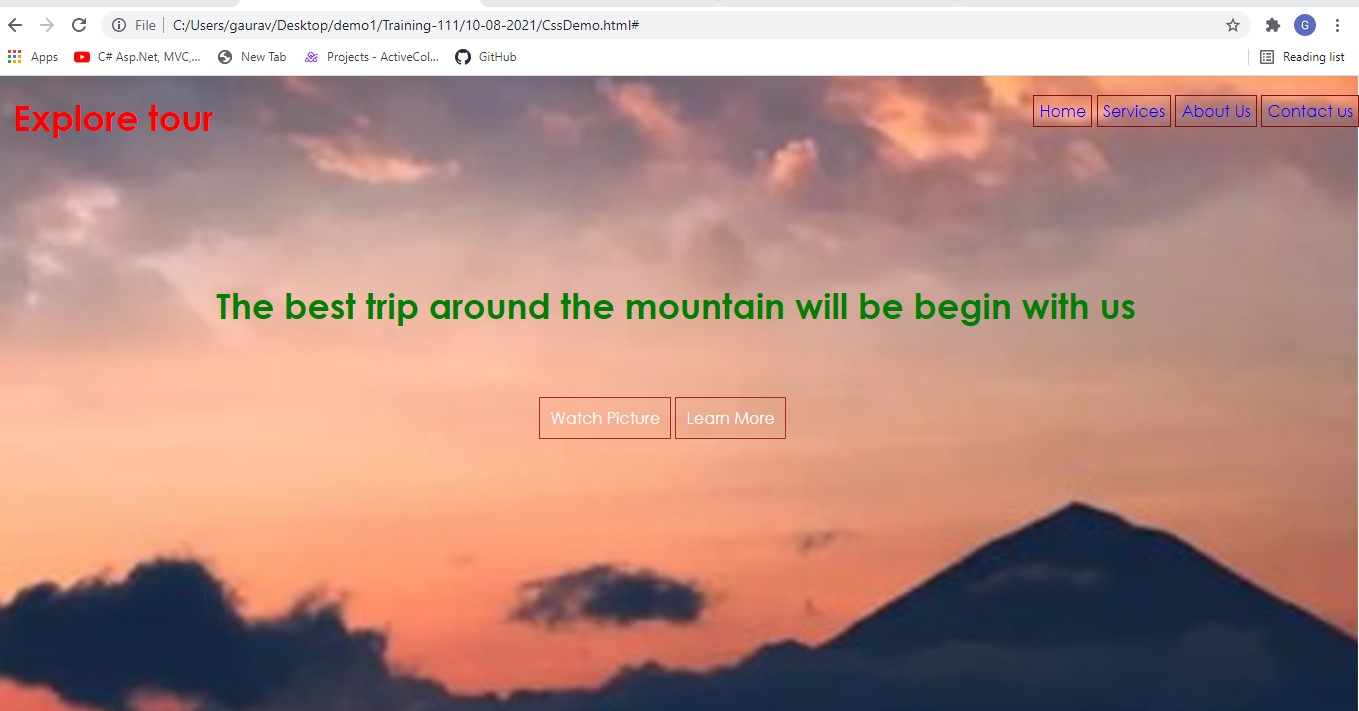 File C:/Users/gaurav/Desktop/demo1/Training-111/10-08-2021/CssDemo.html# G
Apps C# Asp.Net, MVC,... New Tab Projects - ActiveCol... GitHub Reading list
Explore tour Home Services About Us Contact us
The best trip around the mountain will be begin with us
Watch Picture Learn More